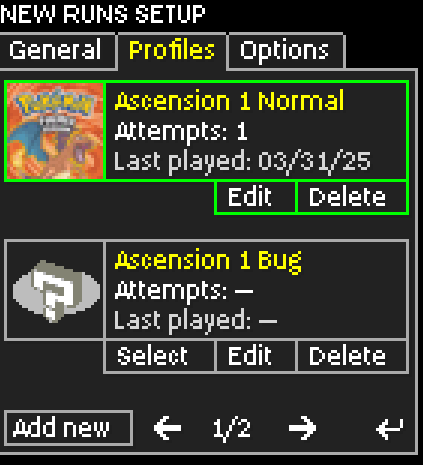 NEW RUNS SETUP
General Profiles Options
POKéMON
Ascension 1 Normal
Attempts: 1
Last played: 03/31/25
Edit Delete
Ascension 1 Bug
Attempts: —
Last played: —
Select Edit Delete
Add new ← 1/2 → ↵